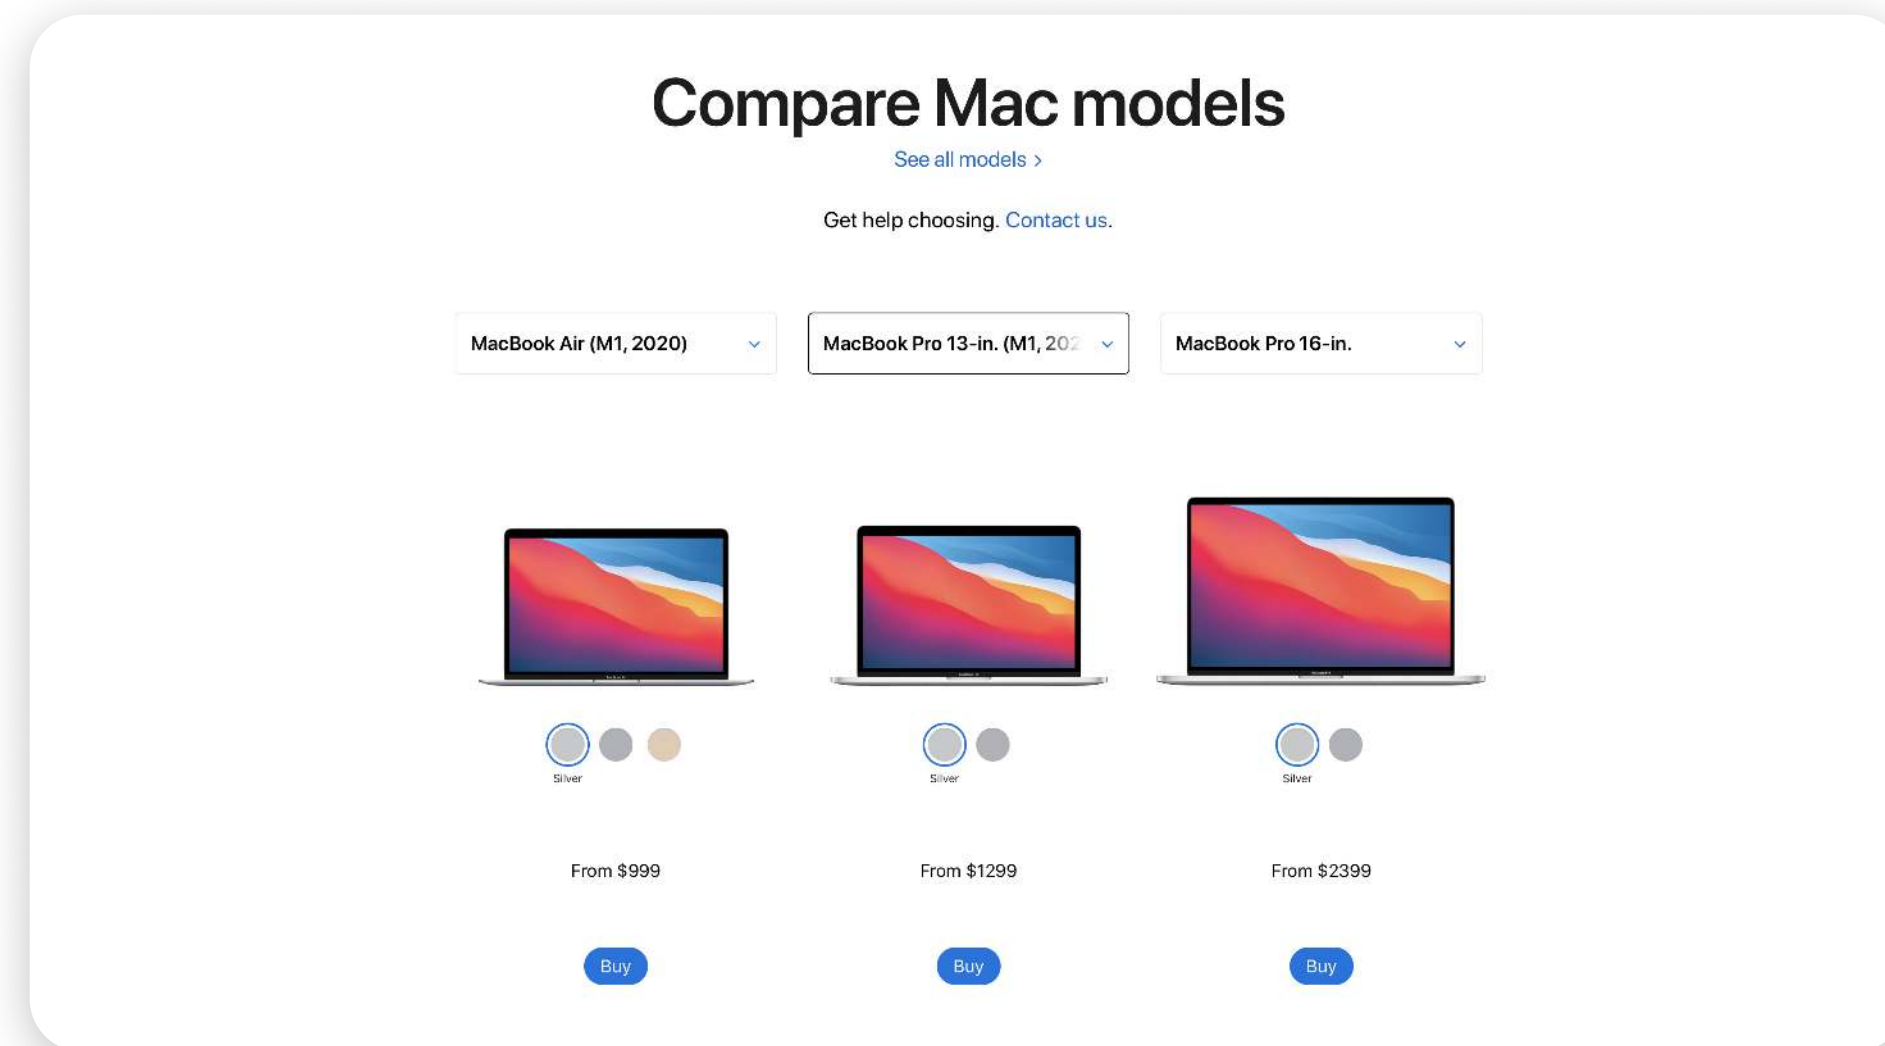 Compare Mac models
See all models >
Get help choosing. Contact us.
MacBook Air (M1, 2020)
MacBook Pro 13-in. (M1, 202
MacBook Pro 16-in.
Silver
Silver
Silver
From $999
From $1299
From $2399
Buy
Buy
Buy